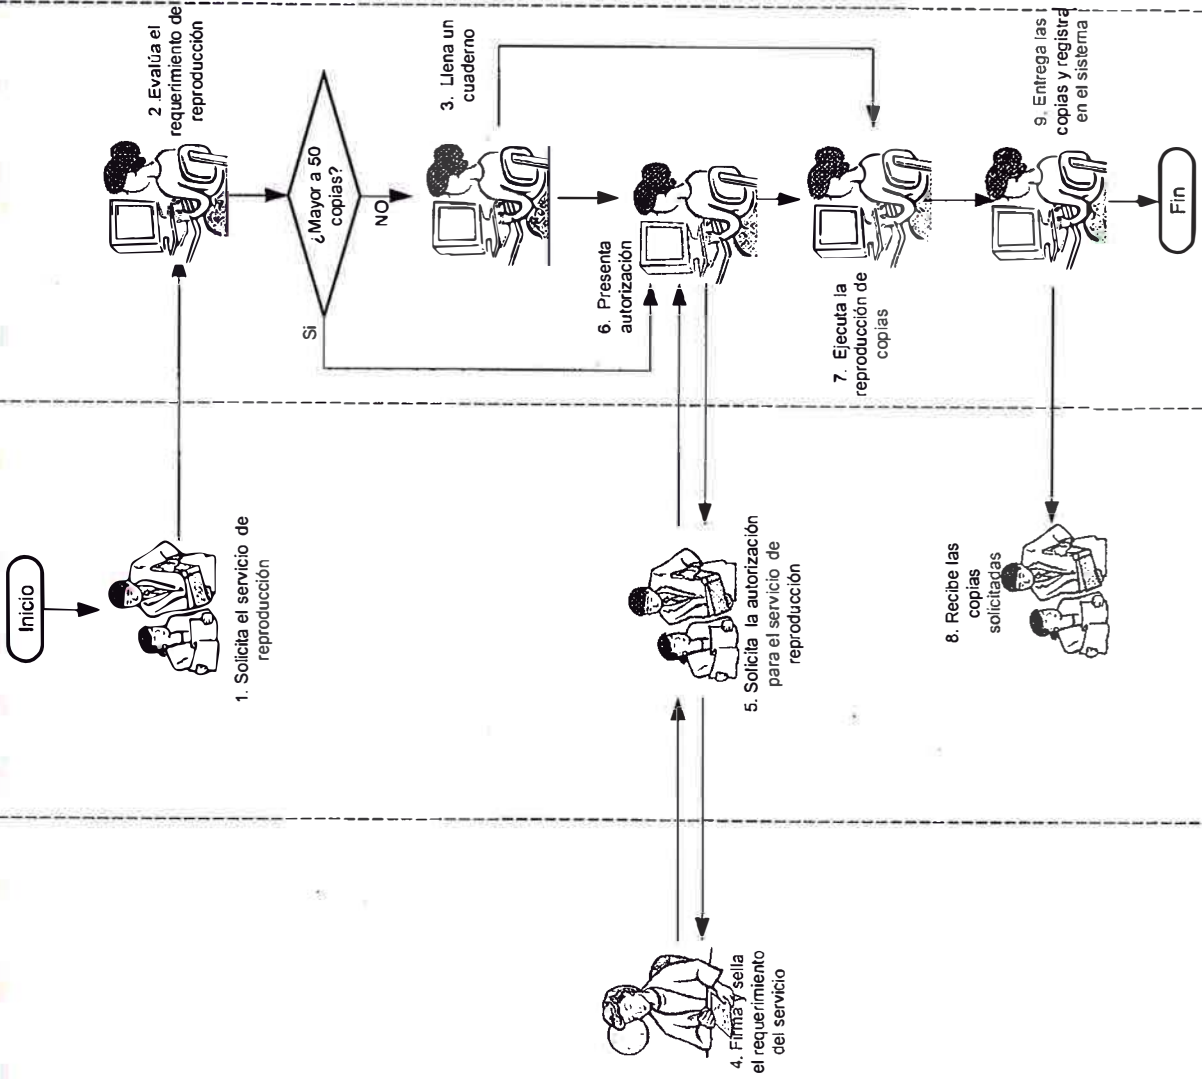 Inicio
1. Solicita el servicio de
reproducción
2 .Evalúa el
requerimiento de
reproducción
¿Mayor a 50
copias?
Si
NO
3. Llena un
cuaderno
4. Firma y sella
el requerimiento
del servicio
5. Solicita la autorización
para el servicio de
reproducción
6. Presenta
autorización
7. Ejecuta la
reproducción de
copias
8. Recibe las
copias
solicitadas
9. Entrega las
copias y registra
en el sistema
Fin